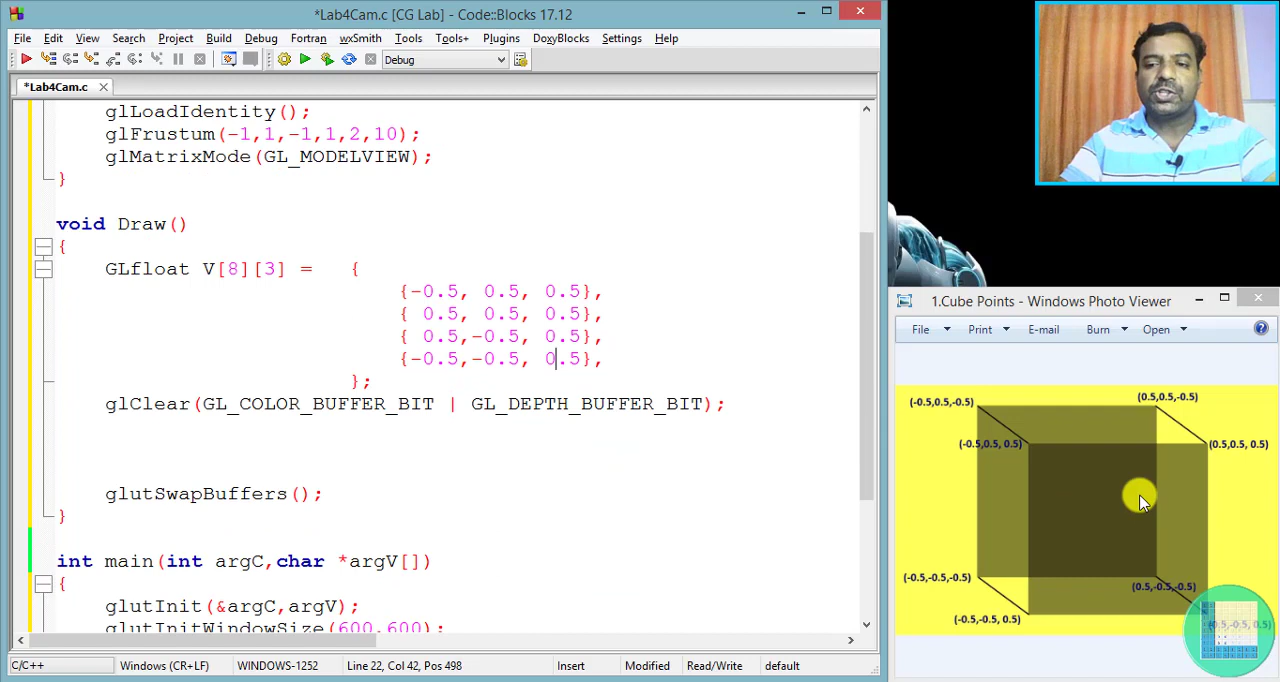 *Lab4Cam.c [CG Lab] - Code::Blocks 17.12
File Edit View Search Project Build Debug Fortran wxSmith Tools Tools+ Plugins DoxyBlocks Settings Help
Debug
*Lab4Cam.c
glLoadIdentity();
glFrustum(-1,1,-1,1,2,10);
glMatrixMode(GL_MODELVIEW);
}
void Draw()
{
GLfloat V[8][3] = {
{-0.5, 0.5, 0.5},
{ 0.5, 0.5, 0.5},
{ 0.5,-0.5, 0.5},
{-0.5,-0.5, 0.5},
};
glClear(GL_COLOR_BUFFER_BIT | GL_DEPTH_BUFFER_BIT);
glutSwapBuffers();
}
int main(int argC,char *argV[])
{
glutInit(&argC,argV);
glutInitWindowSize(600,600);
C/C++ Windows (CR+LF) WINDOWS-1252 Line 22, Col 42, Pos 498 Insert Modified Read/Write default
1.Cube Points - Windows Photo Viewer
File Print E-mail Burn Open
(-0.5,0.5,-0.5)
(0.5,0.5,-0.5)
(-0.5,0.5, 0.5)
(0.5,0.5, 0.5)
(-0.5,-0.5,-0.5)
(0.5,-0.5,-0.5)
(-0.5,-0.5, 0.5)
(0.5,-0.5, 0.5)